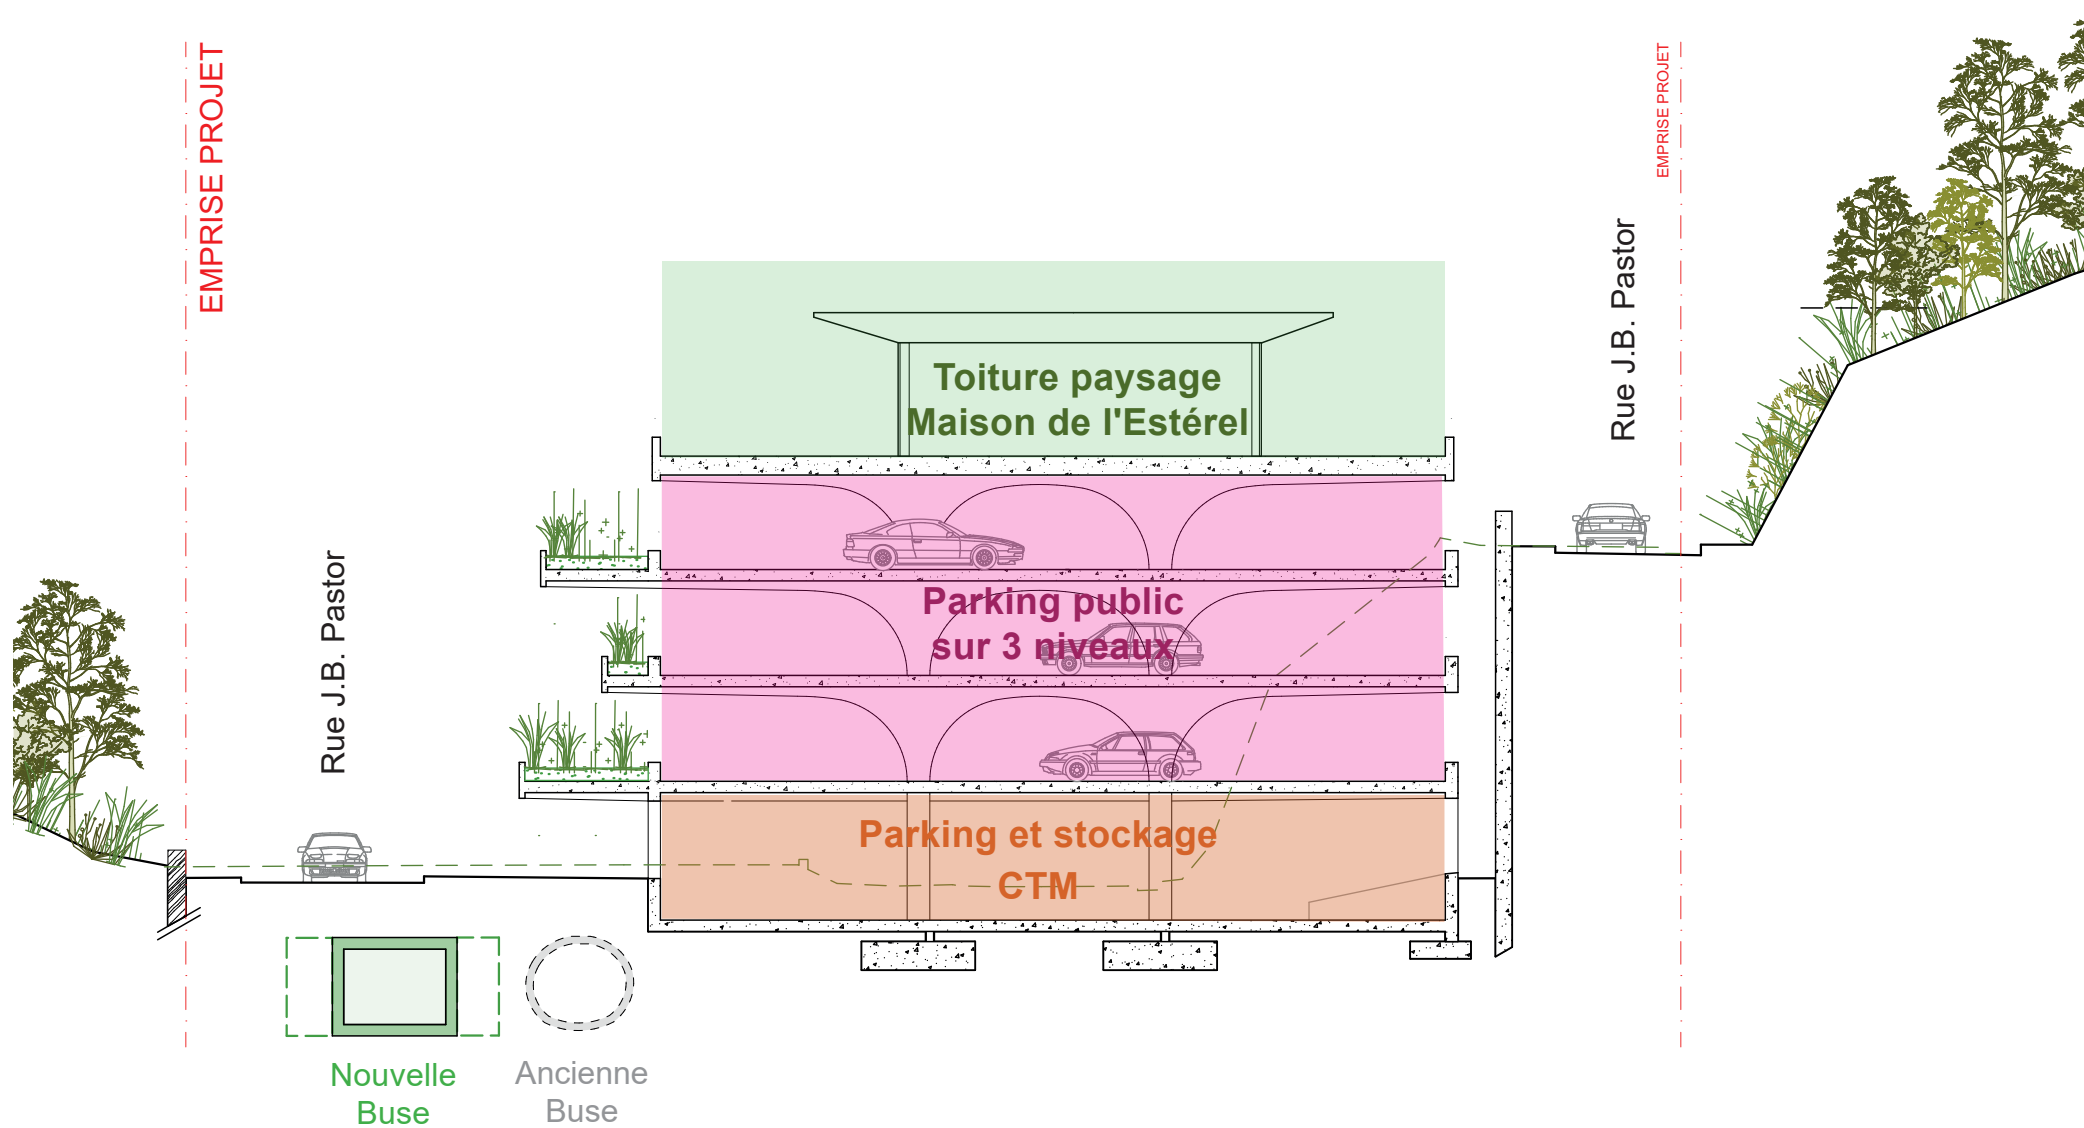 EMPRISE PROJET
EMPRISE PROJET
Rue J.B. Pastor
Toiture paysage
Maison de l'Estérel
Rue J.B. Pastor
Parking public
sur 3 niveaux
Parking et stockage
CTM
Nouvelle
Buse
Ancienne
Buse